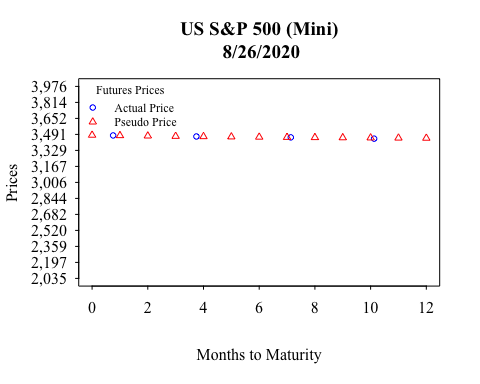 US S&P 500 (Mini)
8/26/2020
Futures Prices
Actual Price
Pseudo Price
Prices
3,976
3,814
3,652
3,491
3,329
3,167
3,006
2,844
2,682
2,520
2,359
2,197
2,035
0 2 4 6 8 10 12
Months to Maturity